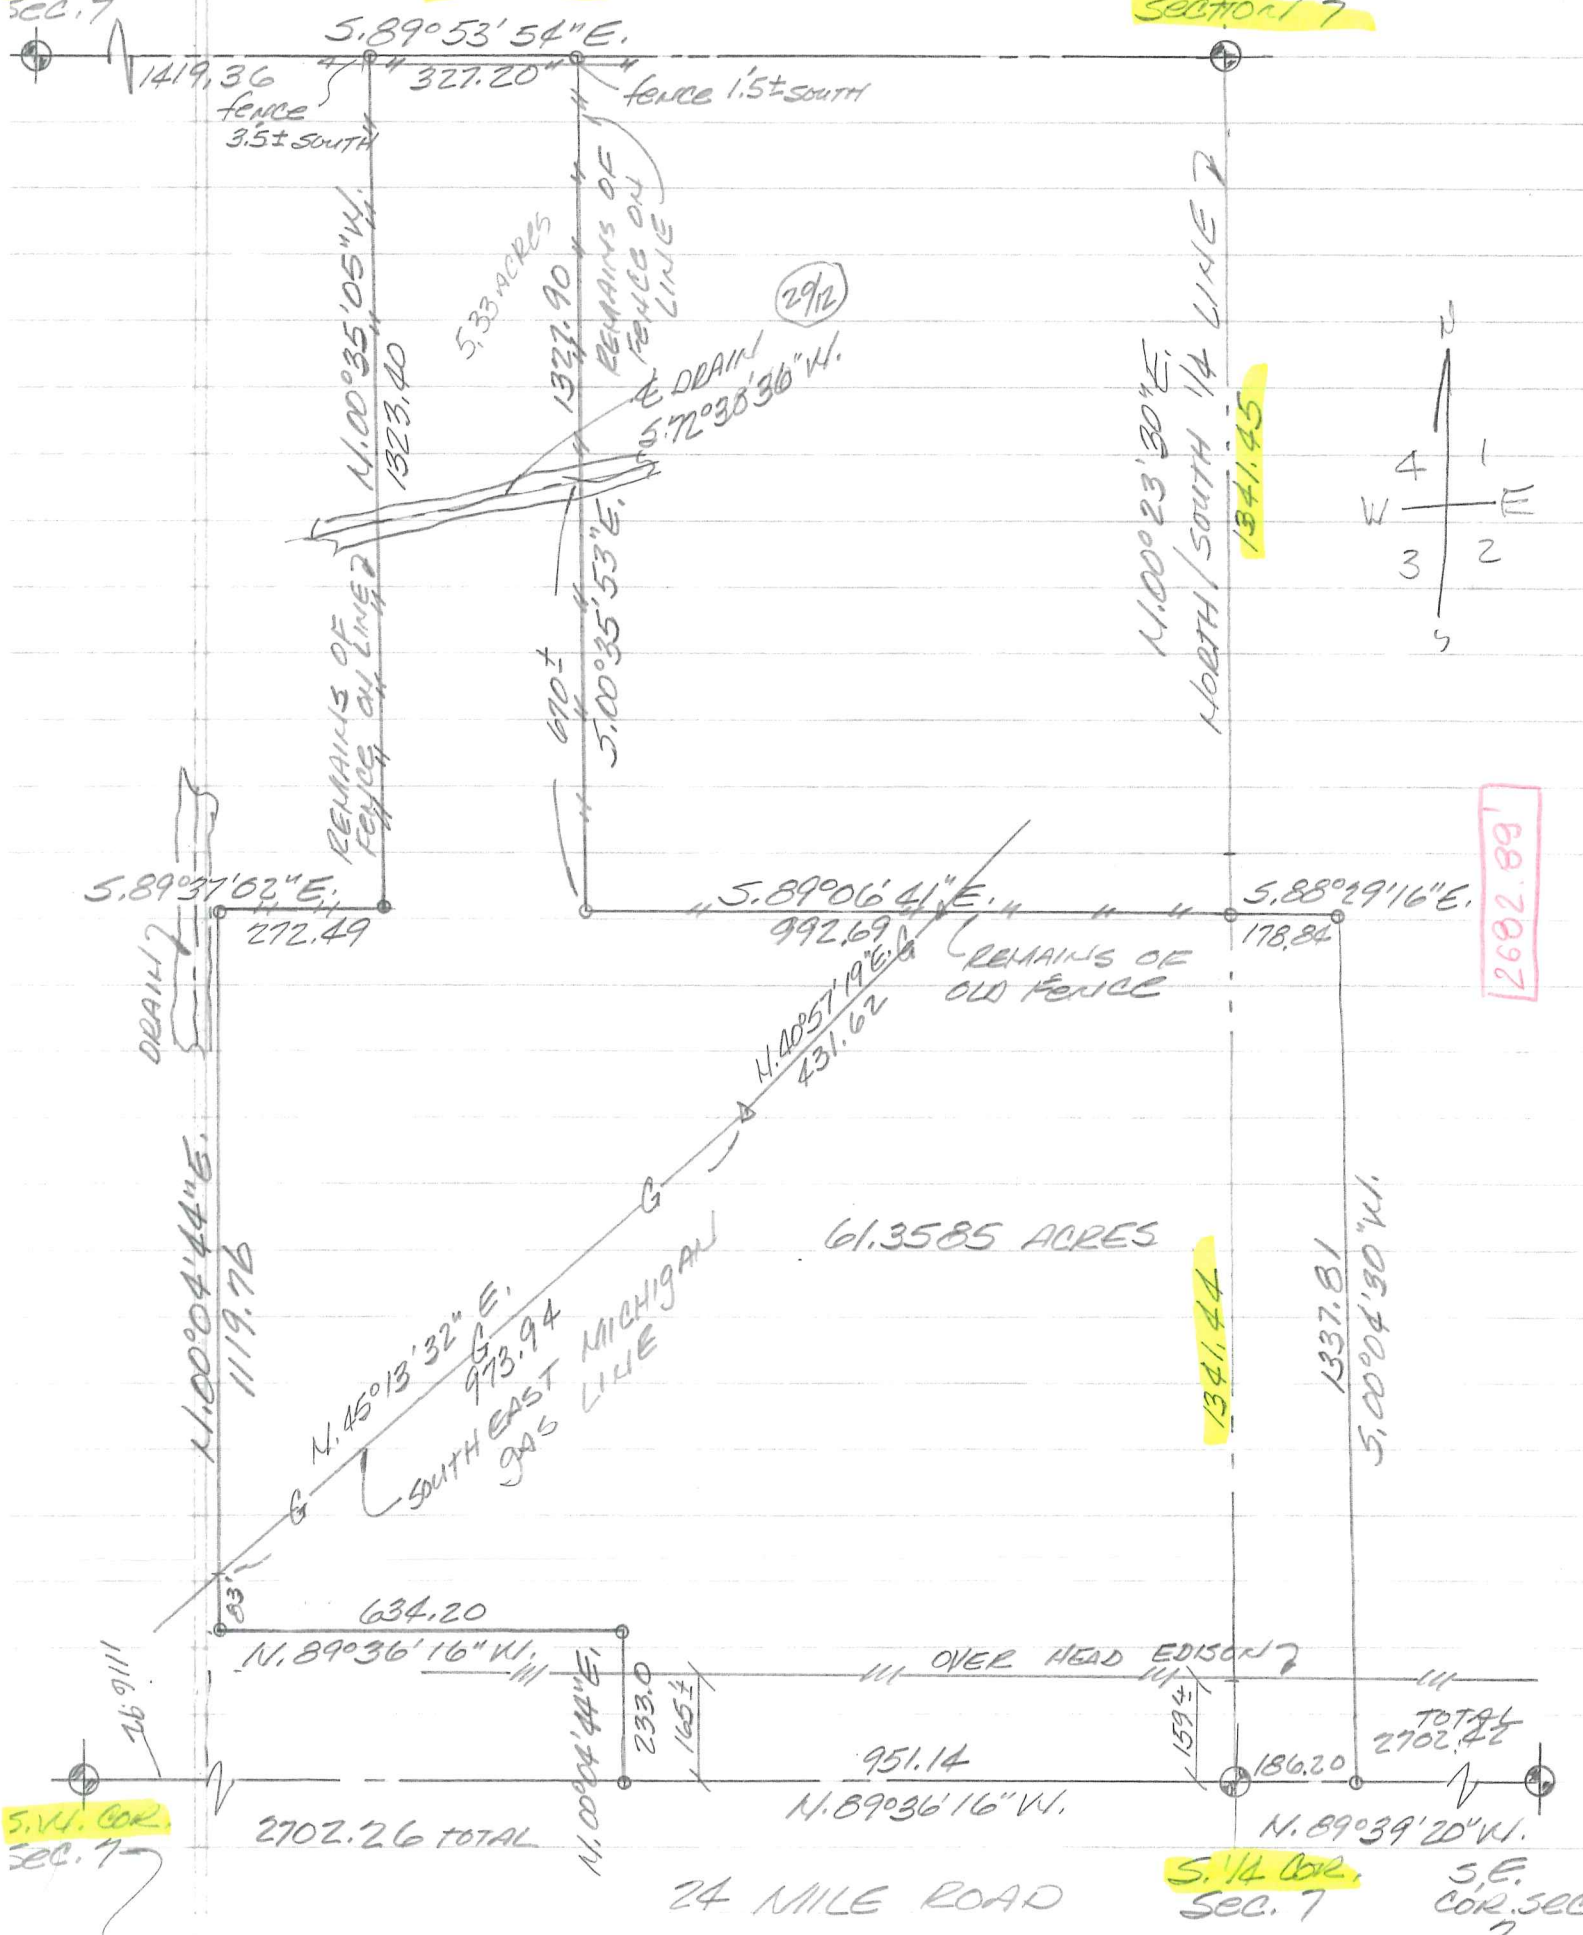 SEC. 7
SECTION 7
S.89°53'54"E.
1419.36
327.20
fence
3.5± SOUTH
fence 1.5± SOUTH
N.00°35'05"W.
1323.40
5.33 ACRES
1327.90
REMAINS OF
FENCE ON
LINE
29/12
℄ DRAIN
S.72°38'36"W.
N.00°23'30"E.
NORTH/SOUTH 1/4 LINE
1341.45
N
4 1
W E
3 2
S
REMAINS OF
FENCE ON LINE
670±
S.00°35'53"E.
2682.89'
S.89°37'02"E.
272.49
DRAIN
S.89°06'41"E.
992.69
REMAINS OF
OLD FENCE
S.88°29'16"E.
178.84
G
N.40°57'19"E.
431.62
G
N.00°04'44"E.
1119.76
61.3585 ACRES
1341.44
1337.81
S.00°04'30"W.
N.45°13'32"E.
G
973.94
SOUTH EAST MICHIGAN
GAS LINE
G
83'
634.20
N.89°36'16"W.
N.00°04'44"E.
233.0
165±
OVER HEAD EDISON
159±
TOTAL
2702.42
1116.92
951.14
186.20
N.89°36'16"W.
N.89°39'20"W.
S.W. COR.
SEC. 7
2702.26 TOTAL
24 MILE ROAD
S. 1/4 COR.
SEC. 7
S.E.
COR. SEC
7